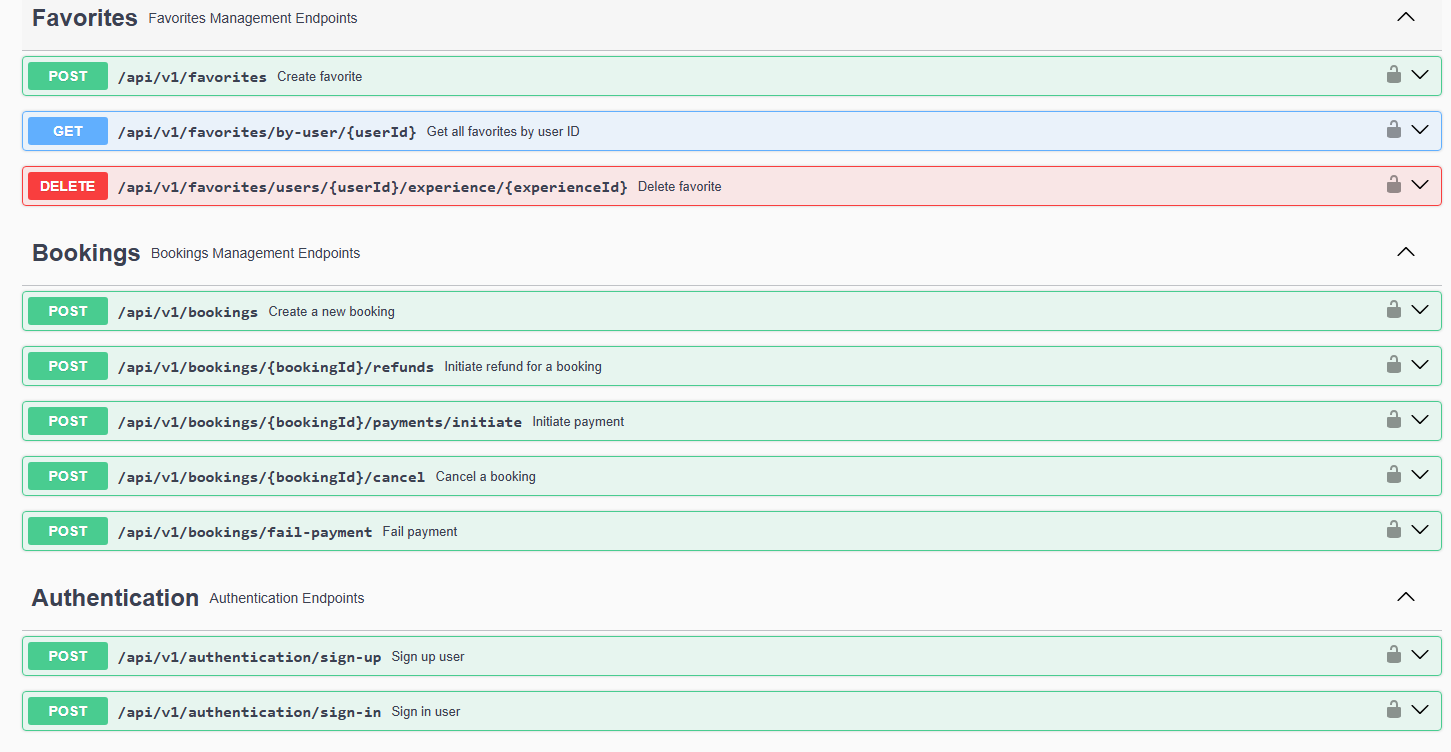 Favorites Favorites Management Endpoints
POST /api/v1/favorites Create favorite
GET /api/v1/favorites/by-user/{userId} Get all favorites by user ID
DELETE /api/v1/favorites/users/{userId}/experience/{experienceId} Delete favorite
Bookings Bookings Management Endpoints
POST /api/v1/bookings Create a new booking
POST /api/v1/bookings/{bookingId}/refunds Initiate refund for a booking
POST /api/v1/bookings/{bookingId}/payments/initiate Initiate payment
POST /api/v1/bookings/{bookingId}/cancel Cancel a booking
POST /api/v1/bookings/fail-payment Fail payment
Authentication Authentication Endpoints
POST /api/v1/authentication/sign-up Sign up user
POST /api/v1/authentication/sign-in Sign in user